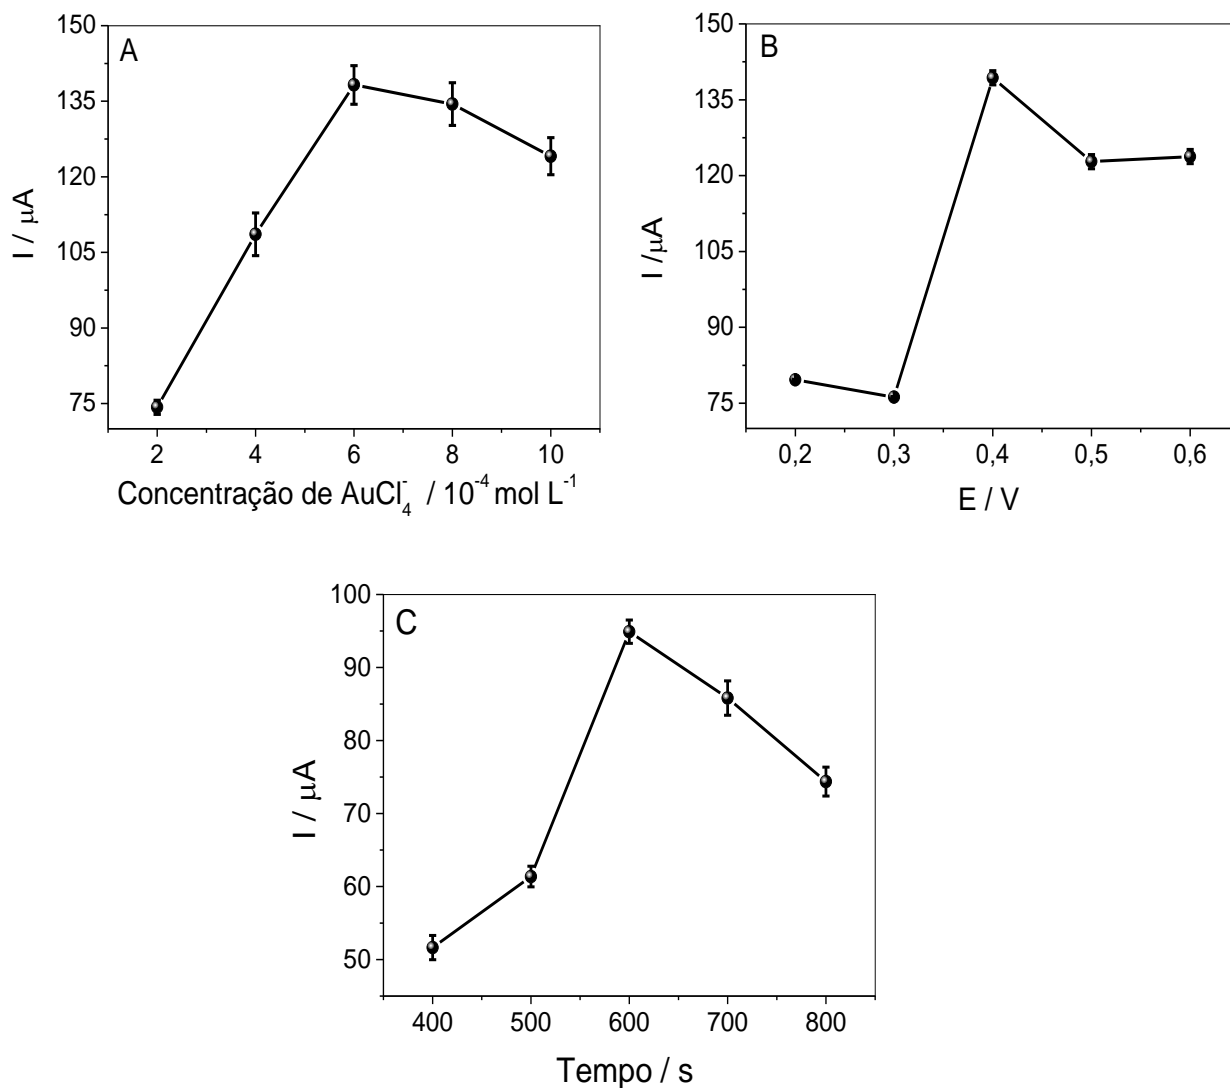 A
150
135
120
105
90
75
I / μA
2 4 6 8 10
Concentração de AuCl₄⁻ / 10⁻⁴ mol L⁻¹
B
150
135
120
105
90
75
I /μA
0,2 0,3 0,4 0,5 0,6
E / V
C
100
90
80
70
60
50
I / μA
400 500 600 700 800
Tempo / s